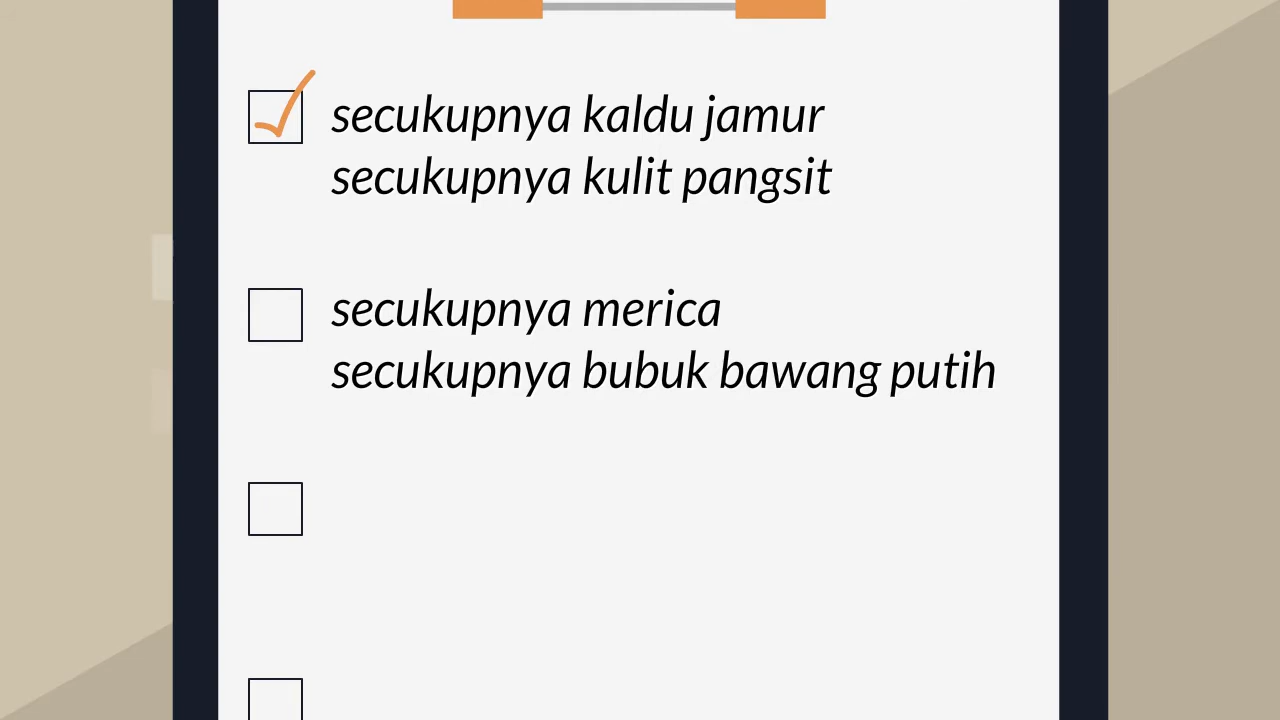 secukupnya kaldu jamur
secukupnya kulit pangsit
secukupnya merica
secukupnya bubuk bawang putih